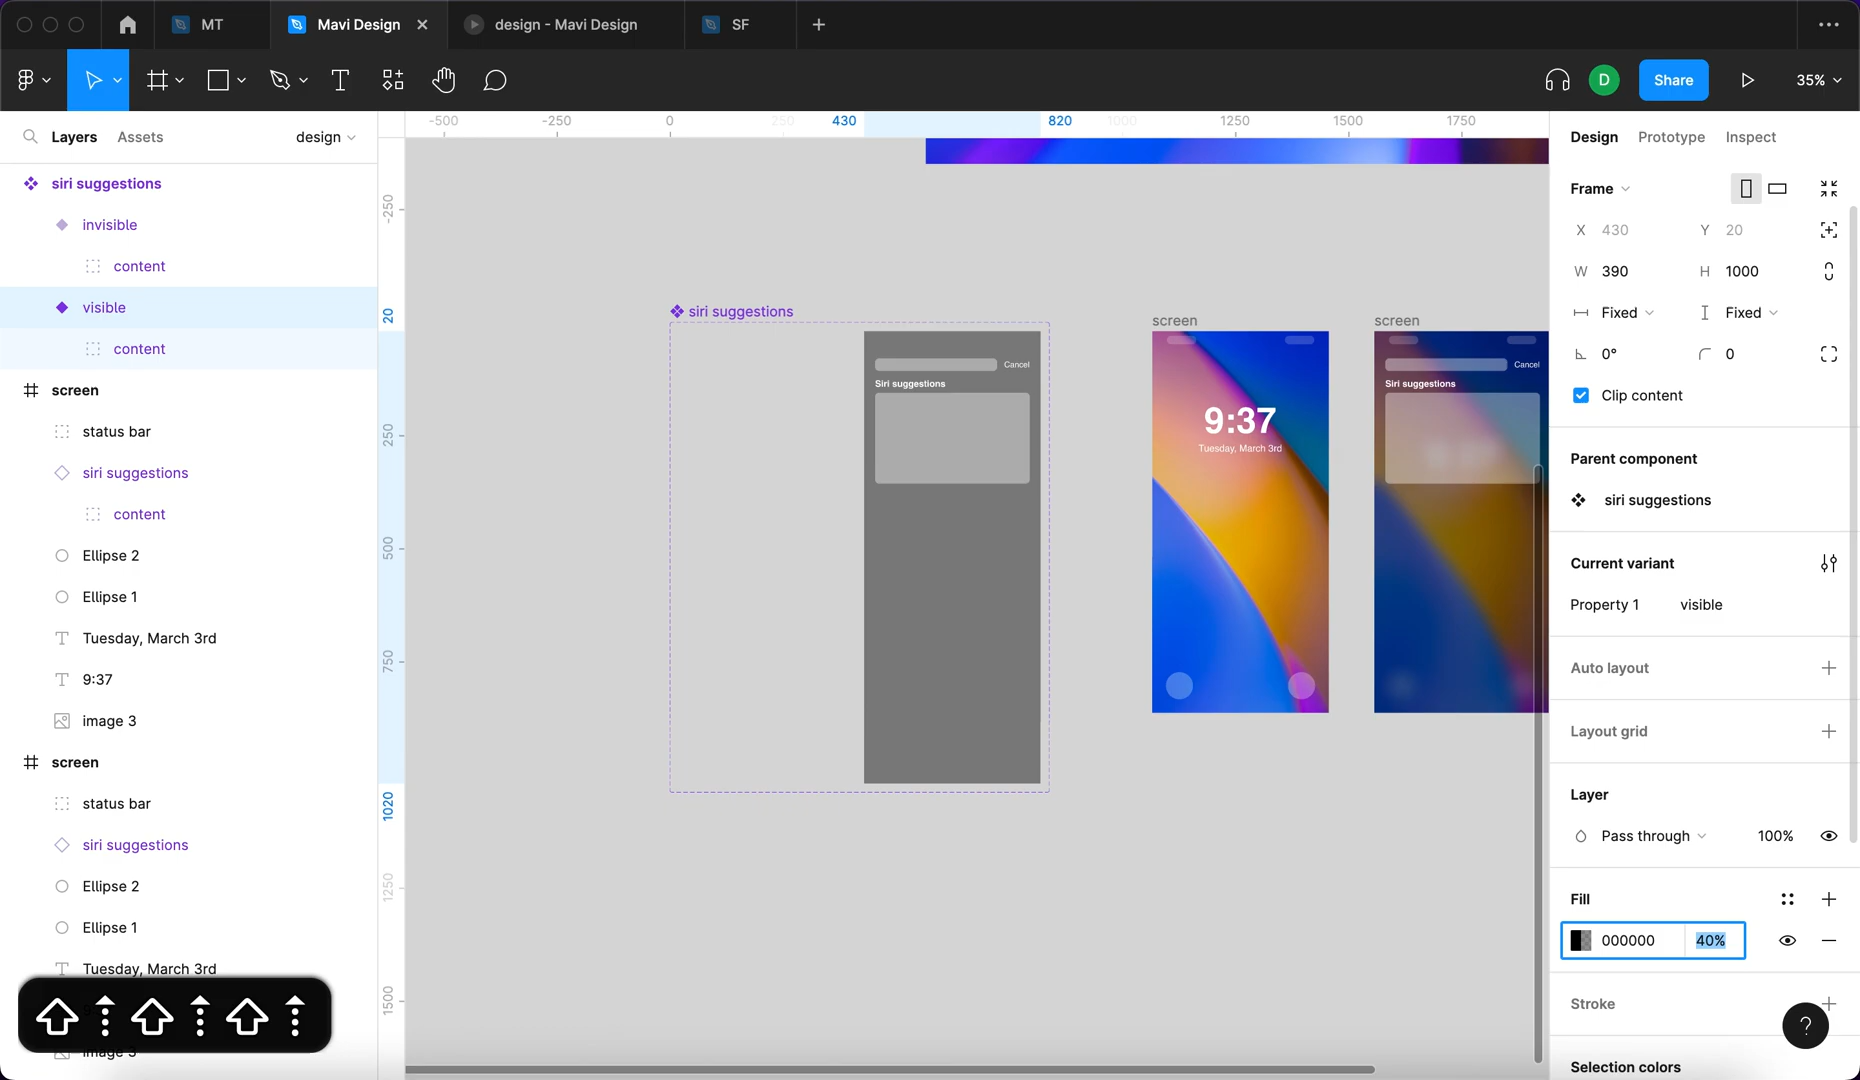 MT
Mavi Design
design - Mavi Design
SF
D
Share
35%
Layers
Assets
design
siri suggestions
invisible
content
visible
content
screen
status bar
siri suggestions
content
Ellipse 2
Ellipse 1
Tuesday, March 3rd
9:37
image 3
screen
status bar
siri suggestions
Ellipse 2
Ellipse 1
Tuesday, March 3rd
image 3
-500
-250
0
250
430
820
1000
1250
1500
1750
-250
20
250
500
750
1020
1250
1500
siri suggestions
Cancel
Siri suggestions
screen
9:37
Tuesday, March 3rd
screen
Cancel
Siri suggestions
Design
Prototype
Inspect
Frame
X 430
Y 20
W 390
H 1000
Fixed
Fixed
0°
0
Clip content
Parent component
siri suggestions
Current variant
Property 1
visible
Auto layout
Layout grid
Layer
Pass through
100%
Fill
000000
40%
Stroke
?
Selection colors